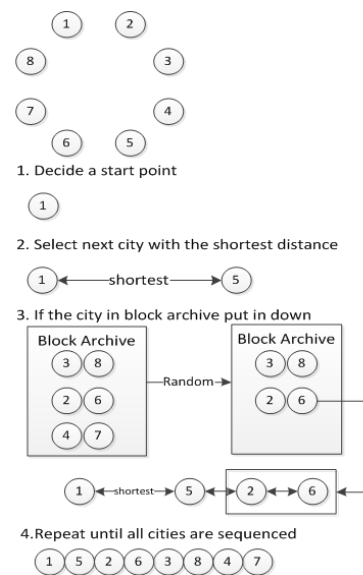 1 2
8 3
7 4
6 5
1. Decide a start point
1
2. Select next city with the shortest distance
1 shortest 5
3. If the city in block archive put in down
Block Archive Block Archive
3 8 3 8
Random
2 6 2 6
4 7
1 shortest 5 2 6
4.Repeat until all cities are sequenced
1 5 2 6 3 8 4 7